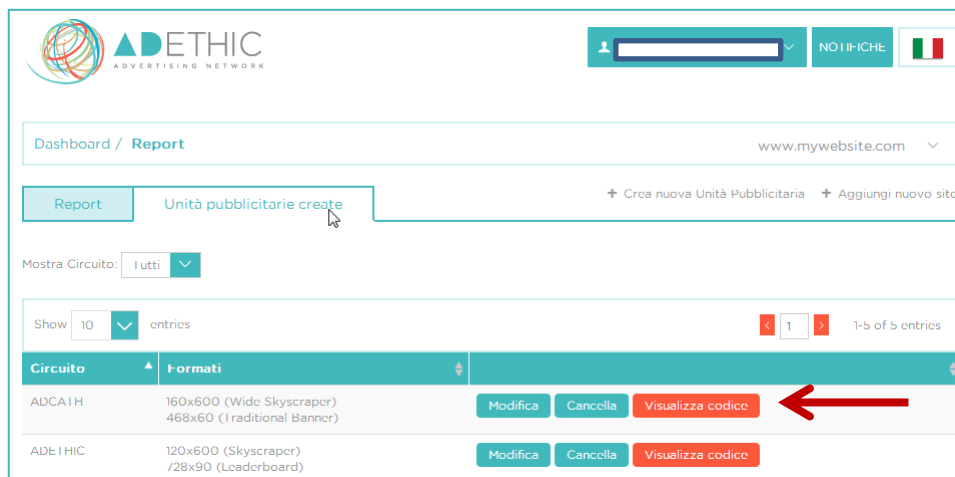 ADETHIC
ADVERTISING NETWORK
NOTIFICHE
Dashboard / Report
www.mywebsite.com
Report
Unità pubblicitarie create
+ Crea nuova Unità Pubblicitaria
+ Aggiungi nuovo sito
Mostra Circuito: Tutti
Show 10 entries
1
1-5 of 5 entries
Circuito Formati
ADCATH 160x600 (Wide Skyscraper) Modifica Cancella Visualizza codice
468x60 (Traditional Banner)
ADETHIC 120x600 (Skyscraper) Modifica Cancella Visualizza codice
728x90 (Leaderboard)